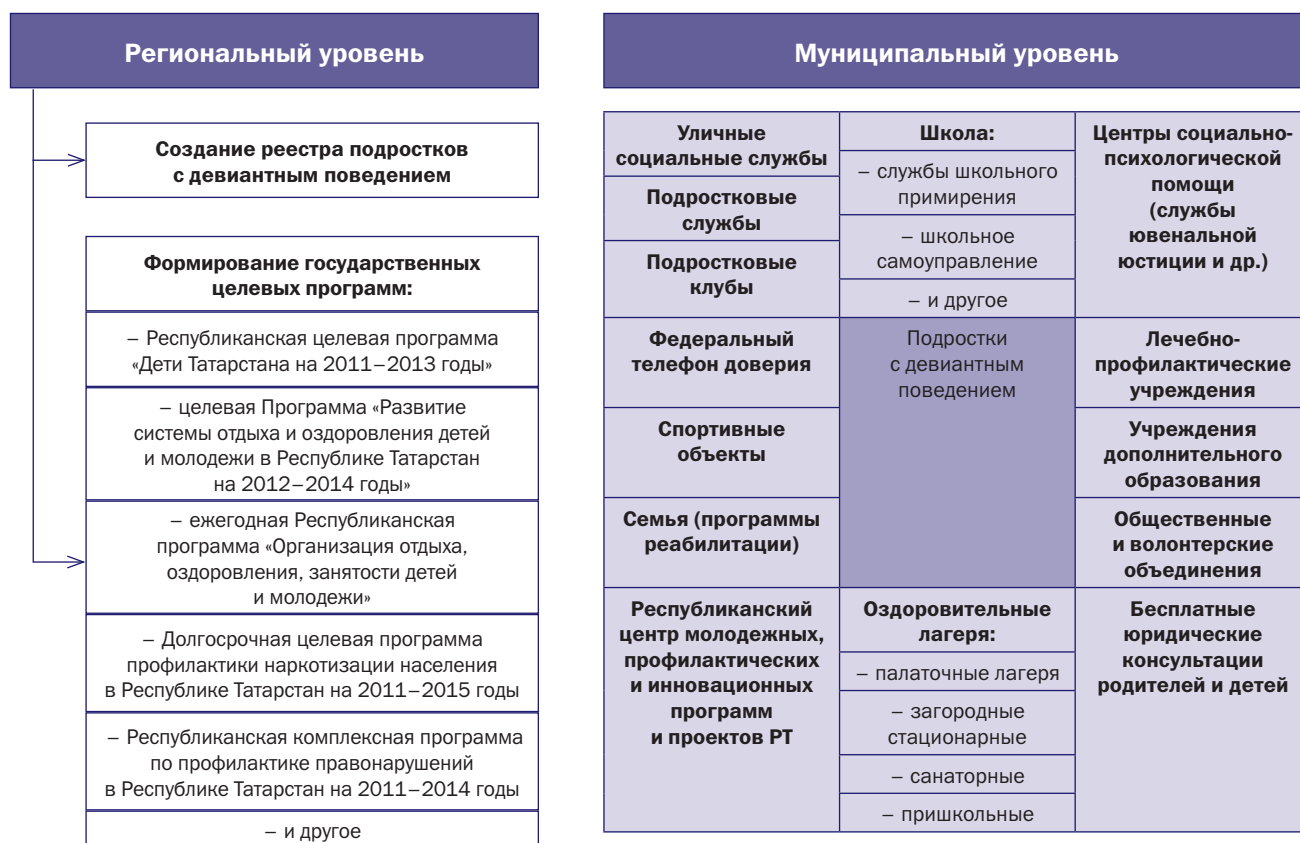 Региональный уровень
Создание реестра подростков
с девиантным поведением
Формирование государственных
целевых программ:
– Республиканская целевая программа
«Дети Татарстана на 2011–2013 годы»
– целевая Программа «Развитие
системы отдыха и оздоровления детей
и молодежи в Республике Татарстан
на 2012–2014 годы»
– ежегодная Республиканская
программа «Организация отдыха,
оздоровления, занятости детей
и молодежи»
– Долгосрочная целевая программа
профилактики наркотизации населения
в Республике Татарстан на 2011–2015 годы
– Республиканская комплексная программа
по профилактике правонарушений
в Республике Татарстан на 2011–2014 годы
– и другое
Муниципальный уровень
Уличные
социальные службы
Подростковые
службы
Подростковые
клубы
Школа:
– службы школьного
примирения
– школьное
самоуправление
– и другое
Центры социально-
психологической
помощи
(службы
ювенальной
юстиции и др.)
Федеральный
телефон доверия
Спортивные
объекты
Семья (программы
реабилитации)
Подростки
с девиантным
поведением
Лечебно-
профилактические
учреждения
Учреждения
дополнительного
образования
Общественные
и волонтерские
объединения
Республиканский
центр молодежных,
профилактических
и инновационных
программ
и проектов РТ
Оздоровительные
лагеря:
– палаточные лагеря
– загородные
стационарные
– санаторные
– пришкольные
Бесплатные
юридические
консультации
родителей и детей